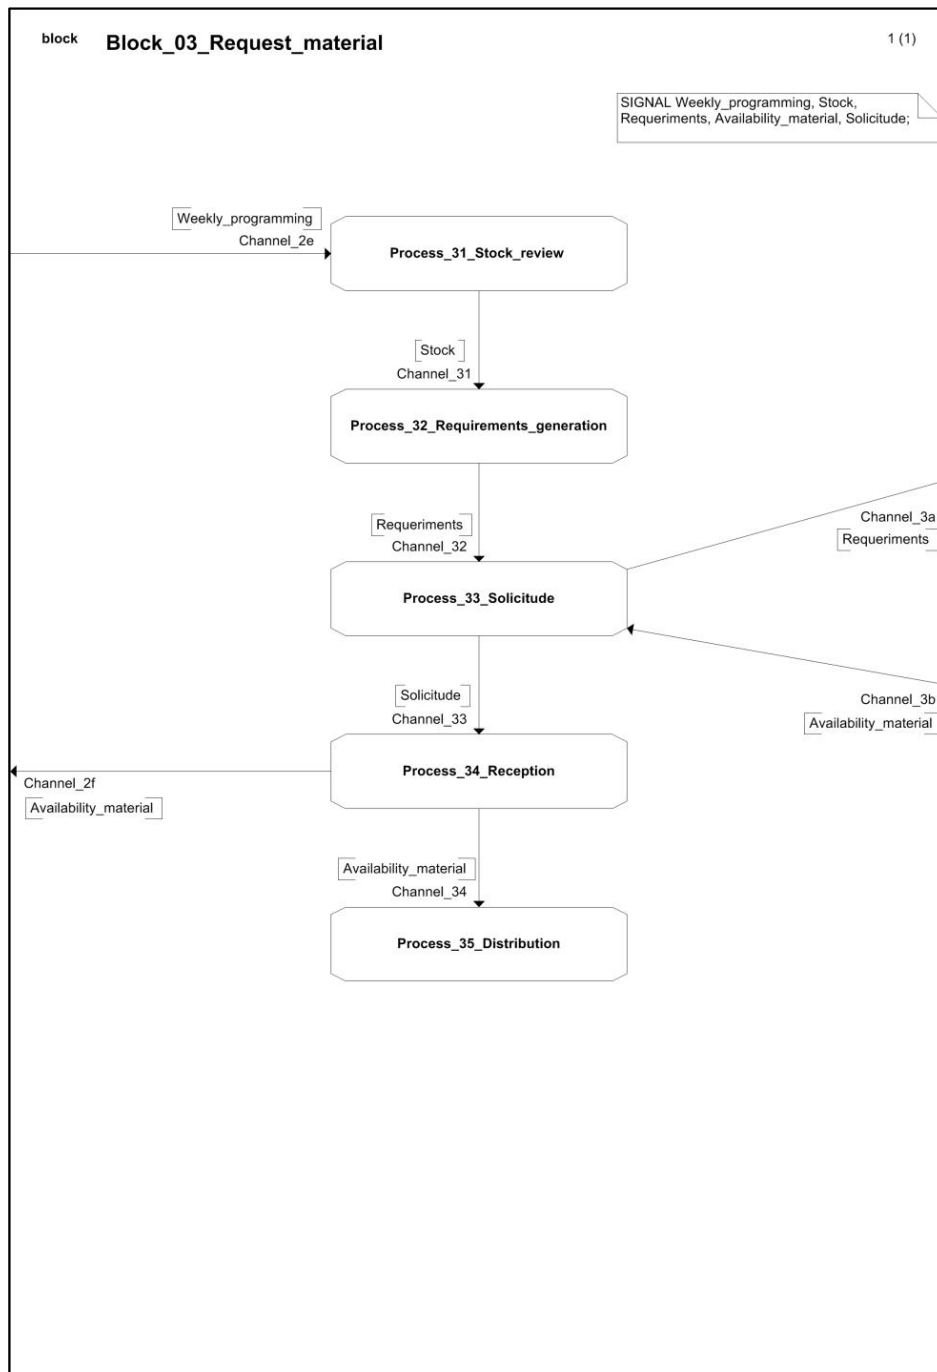 block Block_03_Request_material 1 (1)
SIGNAL Weekly_programming, Stock,
Requeriments, Availability_material, Solicitude;
Weekly_programming
Channel_2e
Process_31_Stock_review
Stock
Channel_31
Process_32_Requirements_generation
Requeriments
Channel_32
Channel_3a
Requeriments
Process_33_Solicitude
Solicitude
Channel_33
Channel_3b
Availability_material
Process_34_Reception
Channel_2f
Availability_material
Availability_material
Channel_34
Process_35_Distribution